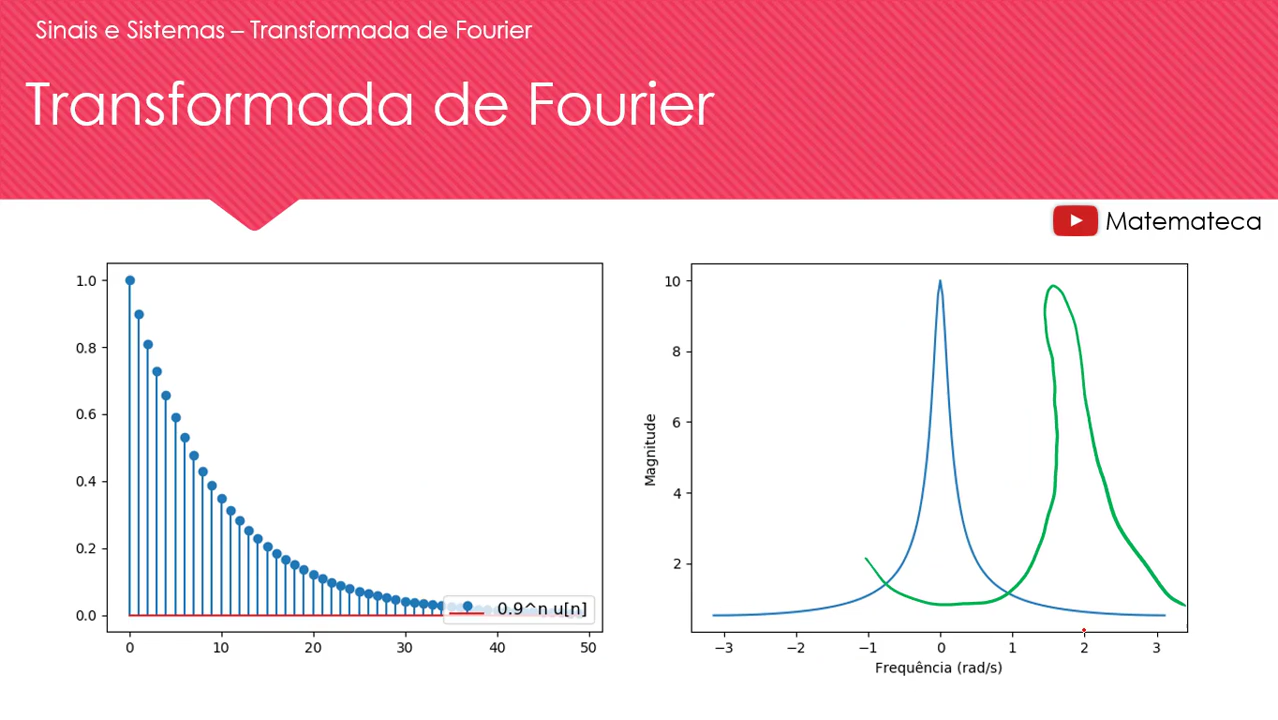 Sinais e Sistemas – Transformada de Fourier
Transformada de Fourier
Matemateca
1.0
0.8
0.6
0.4
0.2
0.0
0.9^n u[n]
0 10 20 30 40 50
10
8
6
4
2
Magnitude
−3 −2 −1 0 1 2 3
Frequência (rad/s)